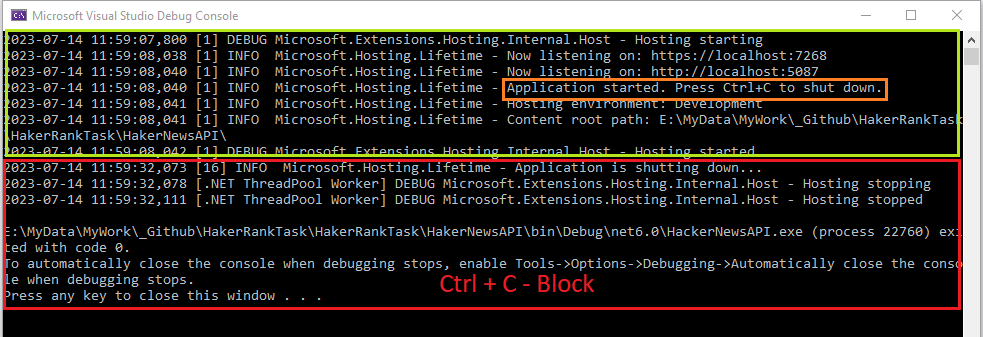 Microsoft Visual Studio Debug Console
2023-07-14 11:59:07,800 [1] DEBUG Microsoft.Extensions.Hosting.Internal.Host - Hosting starting
2023-07-14 11:59:08,038 [1] INFO  Microsoft.Hosting.Lifetime - Now listening on: https://localhost:7268
2023-07-14 11:59:08,040 [1] INFO  Microsoft.Hosting.Lifetime - Now listening on: http://localhost:5087
2023-07-14 11:59:08,040 [1] INFO  Microsoft.Hosting.Lifetime - Application started. Press Ctrl+C to shut down.
2023-07-14 11:59:08,041 [1] INFO  Microsoft.Hosting.Lifetime - Hosting environment: Development
2023-07-14 11:59:08,041 [1] INFO  Microsoft.Hosting.Lifetime - Content root path: E:\MyData\MyWork\_Github\HakerRankTask
\HakerRankTask\HakerNewsAPI\
2023-07-14 11:59:08,042 [1] DEBUG Microsoft.Extensions.Hosting.Internal.Host - Hosting started
2023-07-14 11:59:32,073 [16] INFO  Microsoft.Hosting.Lifetime - Application is shutting down...
2023-07-14 11:59:32,078 [.NET ThreadPool Worker] DEBUG Microsoft.Extensions.Hosting.Internal.Host - Hosting stopping
2023-07-14 11:59:32,111 [.NET ThreadPool Worker] DEBUG Microsoft.Extensions.Hosting.Internal.Host - Hosting stopped
E:\MyData\MyWork\_Github\HakerRankTask\HakerRankTask\HakerNewsAPI\bin\Debug\net6.0\HackerNewsAPI.exe (process 22760) exi
ted with code 0.
To automatically close the console when debugging stops, enable Tools->Options->Debugging->Automatically close the conso
le when debugging stops.
Press any key to close this window . . .
Ctrl + C - Block